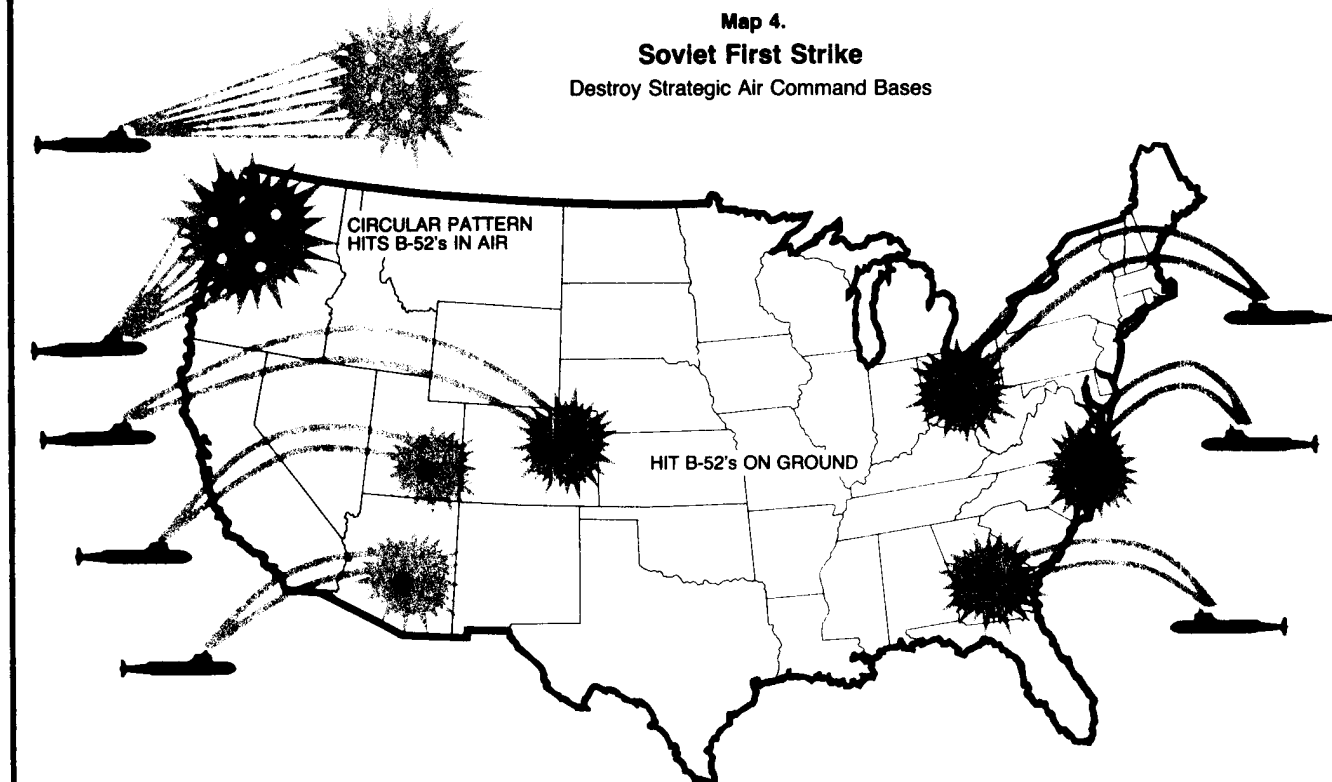 Map 4.
Soviet First Strike
Destroy Strategic Air Command Bases
CIRCULAR PATTERN
HITS B-52's IN AIR
HIT B-52's ON GROUND